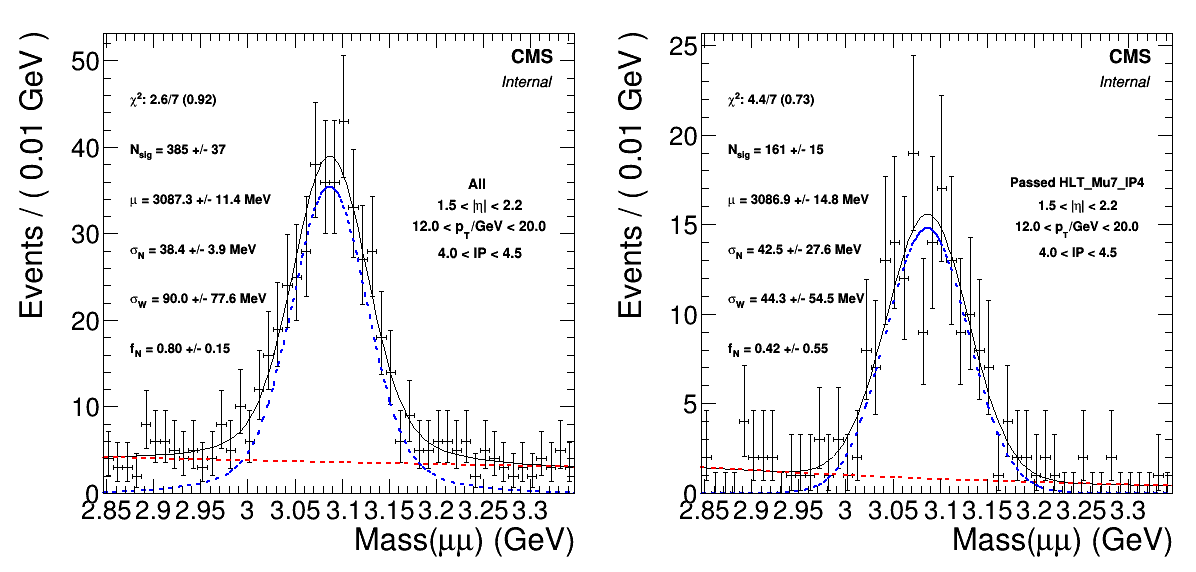 Events / ( 0.01 GeV )
50
40
30
20
10
0
CMS
Internal
χ²: 2.6/7 (0.92)
N_sig = 385 +/- 37
μ = 3087.3 +/- 11.4 MeV
σ_N = 38.4 +/- 3.9 MeV
σ_W = 90.0 +/- 77.6 MeV
f_N = 0.80 +/- 0.15
All
1.5 < |η| < 2.2
12.0 < p_T/GeV < 20.0
4.0 < IP < 4.5
2.85 2.9 2.95 3 3.05 3.1 3.15 3.2 3.25 3.3
Mass(μμ) (GeV)
Events / ( 0.01 GeV )
25
20
15
10
5
0
CMS
Internal
χ²: 4.4/7 (0.73)
N_sig = 161 +/- 15
μ = 3086.9 +/- 14.8 MeV
σ_N = 42.5 +/- 27.6 MeV
σ_W = 44.3 +/- 54.5 MeV
f_N = 0.42 +/- 0.55
Passed HLT_Mu7_IP4
1.5 < |η| < 2.2
12.0 < p_T/GeV < 20.0
4.0 < IP < 4.5
2.85 2.9 2.95 3 3.05 3.1 3.15 3.2 3.25 3.3
Mass(μμ) (GeV)